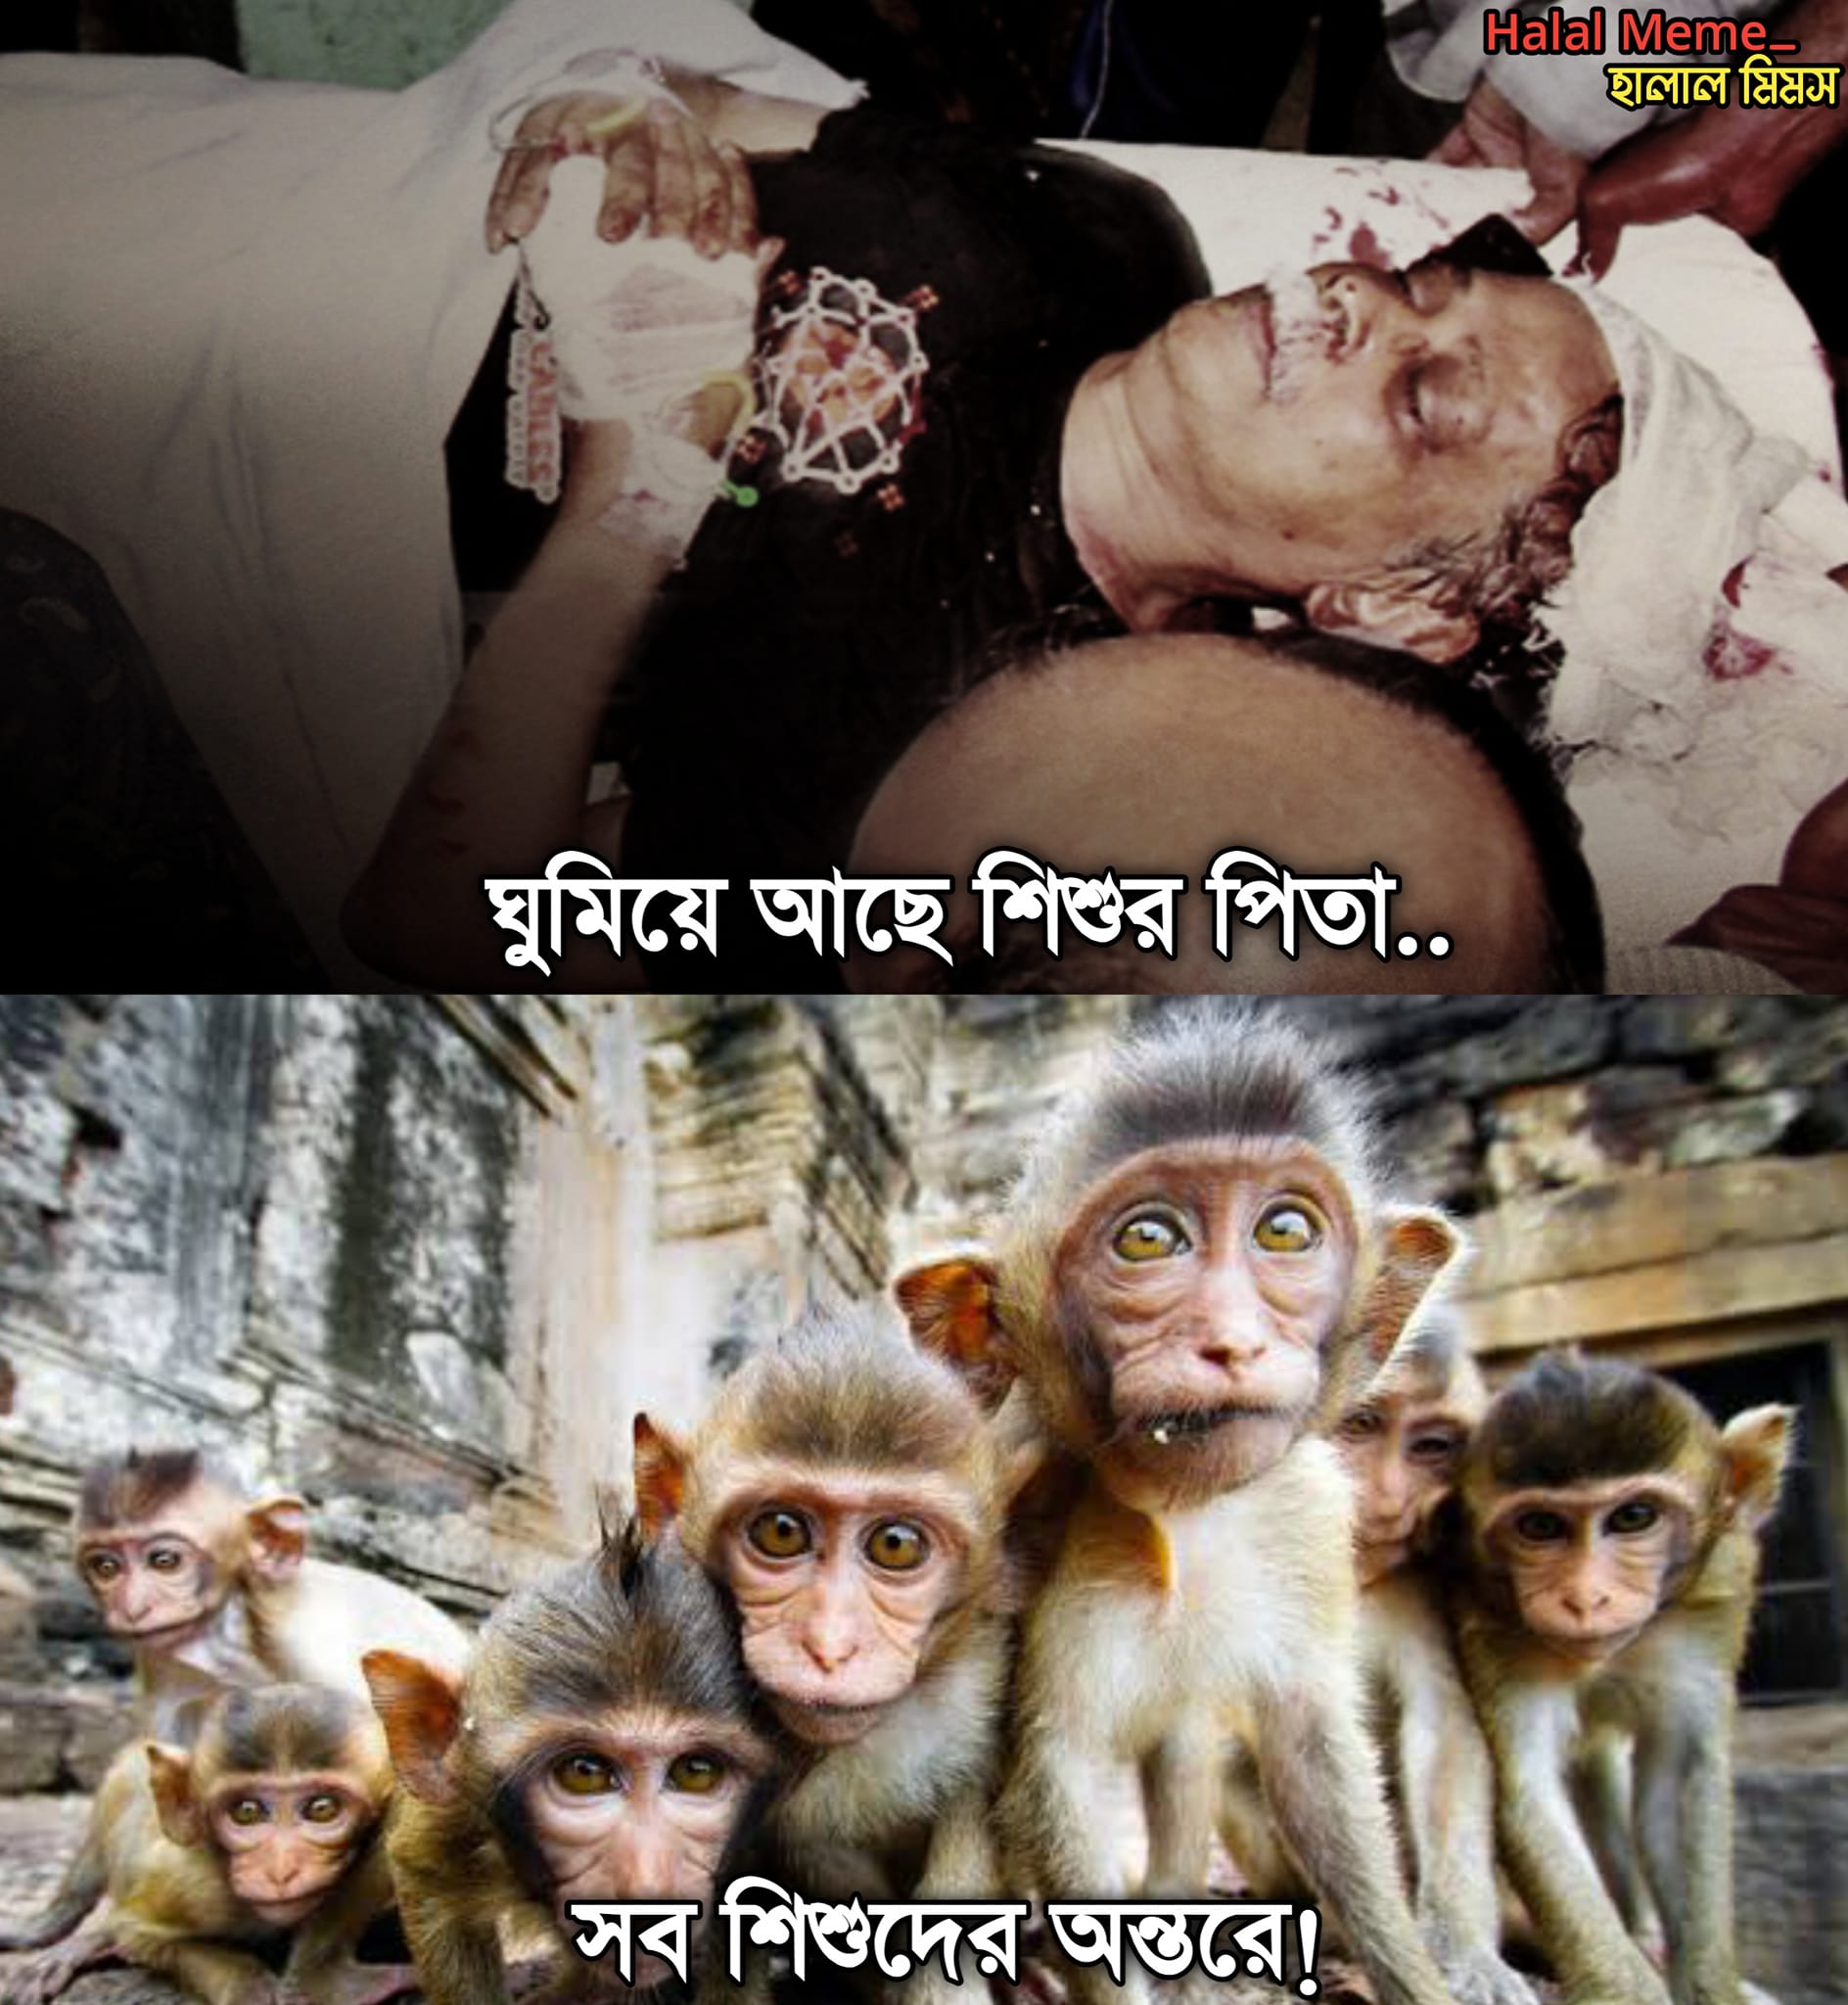 Halal Meme_
হালাল মিমস
ঘুমিয়ে আছে শিশুর পিতা..
সব শিশুদের অন্তরে!